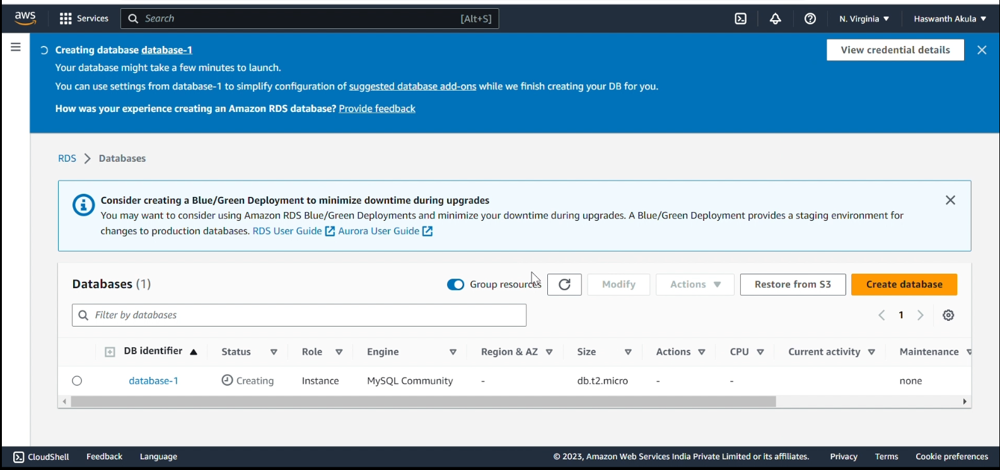 aws
Services
Search [Alt+S]
N. Virginia
Haswanth Akula
Creating database database-1
View credential details
Your database might take a few minutes to launch.
You can use settings from database-1 to simplify configuration of suggested database add-ons while we finish creating your DB for you.
How was your experience creating an Amazon RDS database? Provide feedback
RDS > Databases
Consider creating a Blue/Green Deployment to minimize downtime during upgrades
You may want to consider using Amazon RDS Blue/Green Deployments and minimize your downtime during upgrades. A Blue/Green Deployment provides a staging environment for
changes to production databases. RDS User Guide Aurora User Guide
Databases (1)
Group resources
Modify
Actions
Restore from S3
Create database
Filter by databases
1
DB identifier Status Role Engine Region & AZ Size Actions CPU Current activity Maintenance
database-1 Creating Instance MySQL Community - db.t2.micro - - none
CloudShell Feedback Language © 2023, Amazon Web Services India Private Limited or its affiliates. Privacy Terms Cookie preferences